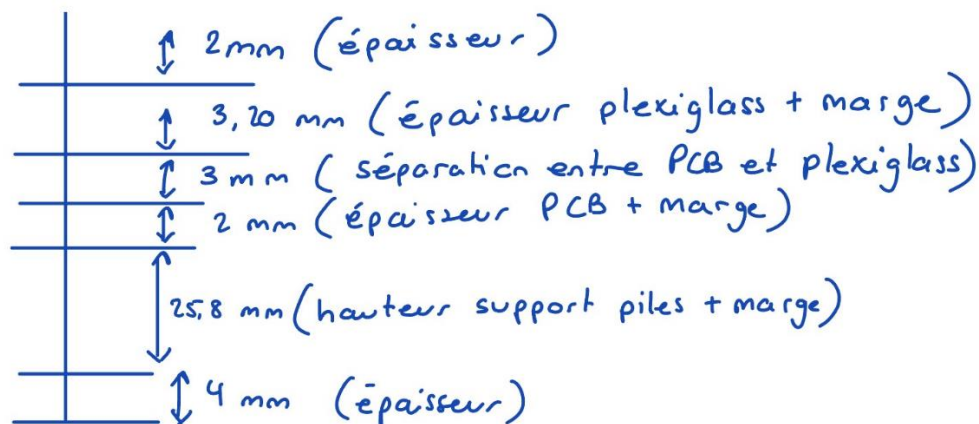 2mm (épaisseur)
3,20 mm (épaisseur plexiglass + marge)
3 mm (séparation entre PCB et plexiglass)
2 mm (épaisseur PCB + marge)
25,8 mm (hauteur support piles + marge)
4 mm (épaisseur)